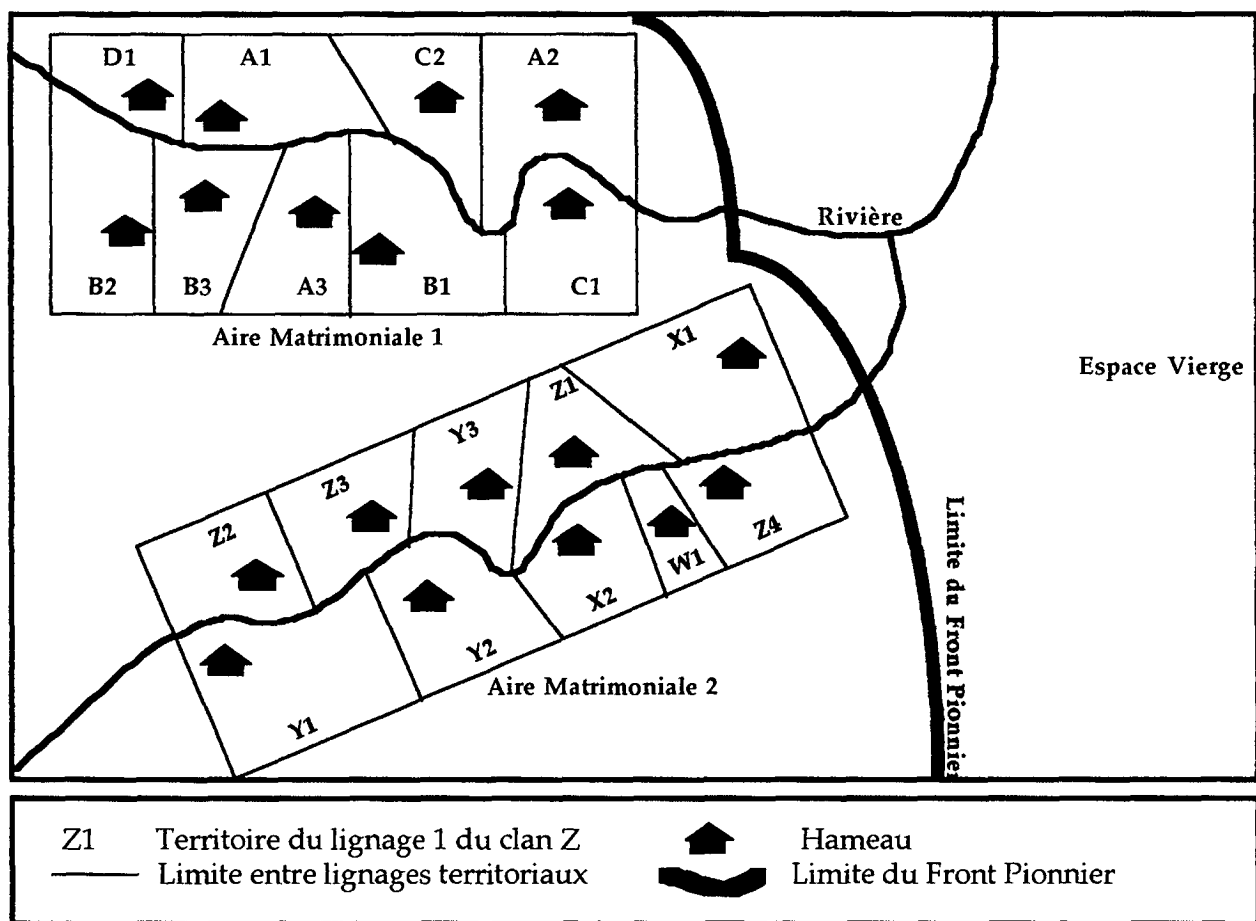 D1 A1 C2 A2
Rivière
B2 B3 A3 B1 C1
Aire Matrimoniale 1
X1
Espace Vierge
Z1
Y3
Z3
Z2
Z4
W1
X2
Y2
Y1
Aire Matrimoniale 2
Limite du Front Pionnier
Z1 Territoire du lignage 1 du clan Z
Hameau
Limite entre lignages territoriaux
Limite du Front Pionnier